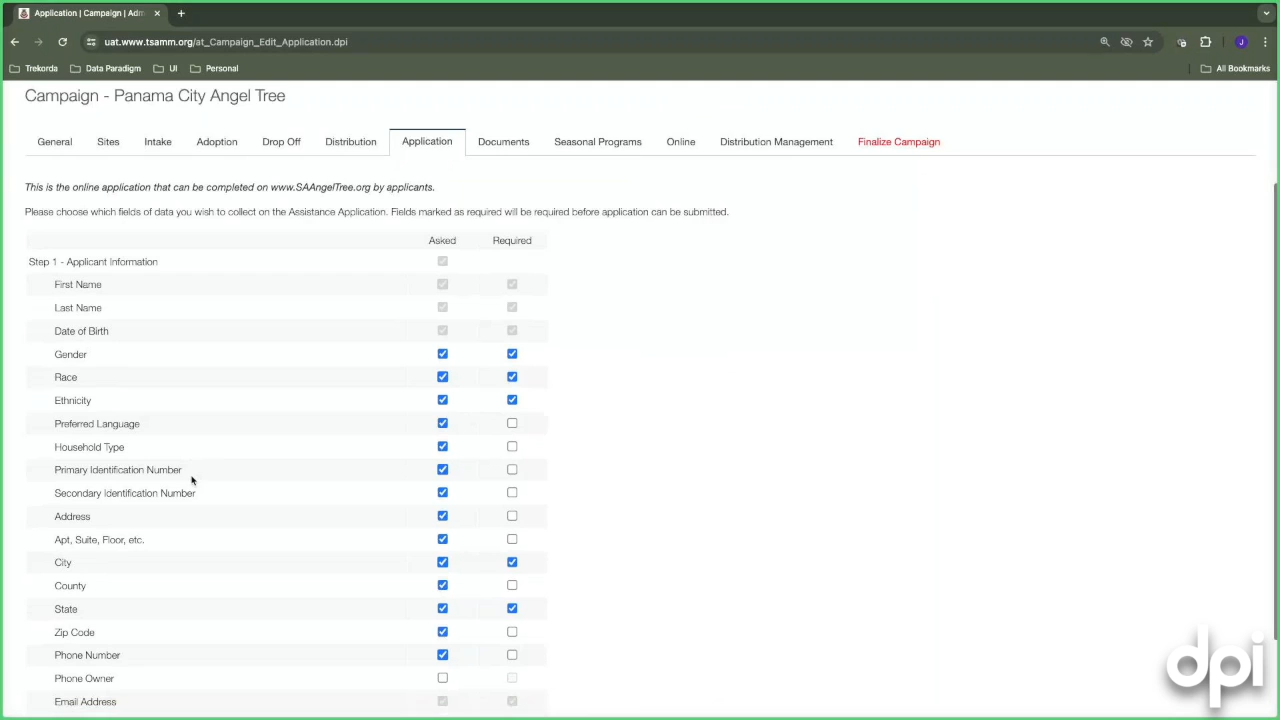 Application | Campaign | Adm
uat.www.tsamm.org/at_Campaign_Edit_Application.dpi
J
Trekorda Data Paradigm UI Personal All Bookmarks
Campaign - Panama City Angel Tree
General Sites Intake Adoption Drop Off Distribution Application Documents Seasonal Programs Online Distribution Management Finalize Campaign
This is the online application that can be completed on www.SAAngelTree.org by applicants.
Please choose which fields of data you wish to collect on the Assistance Application. Fields marked as required will be required before application can be submitted.
Asked Required
Step 1 - Applicant Information
First Name
Last Name
Date of Birth
Gender
Race
Ethnicity
Preferred Language
Household Type
Primary Identification Number
Secondary Identification Number
Address
Apt, Suite, Floor, etc.
City
County
State
Zip Code
Phone Number
Phone Owner
Email Address
dpi